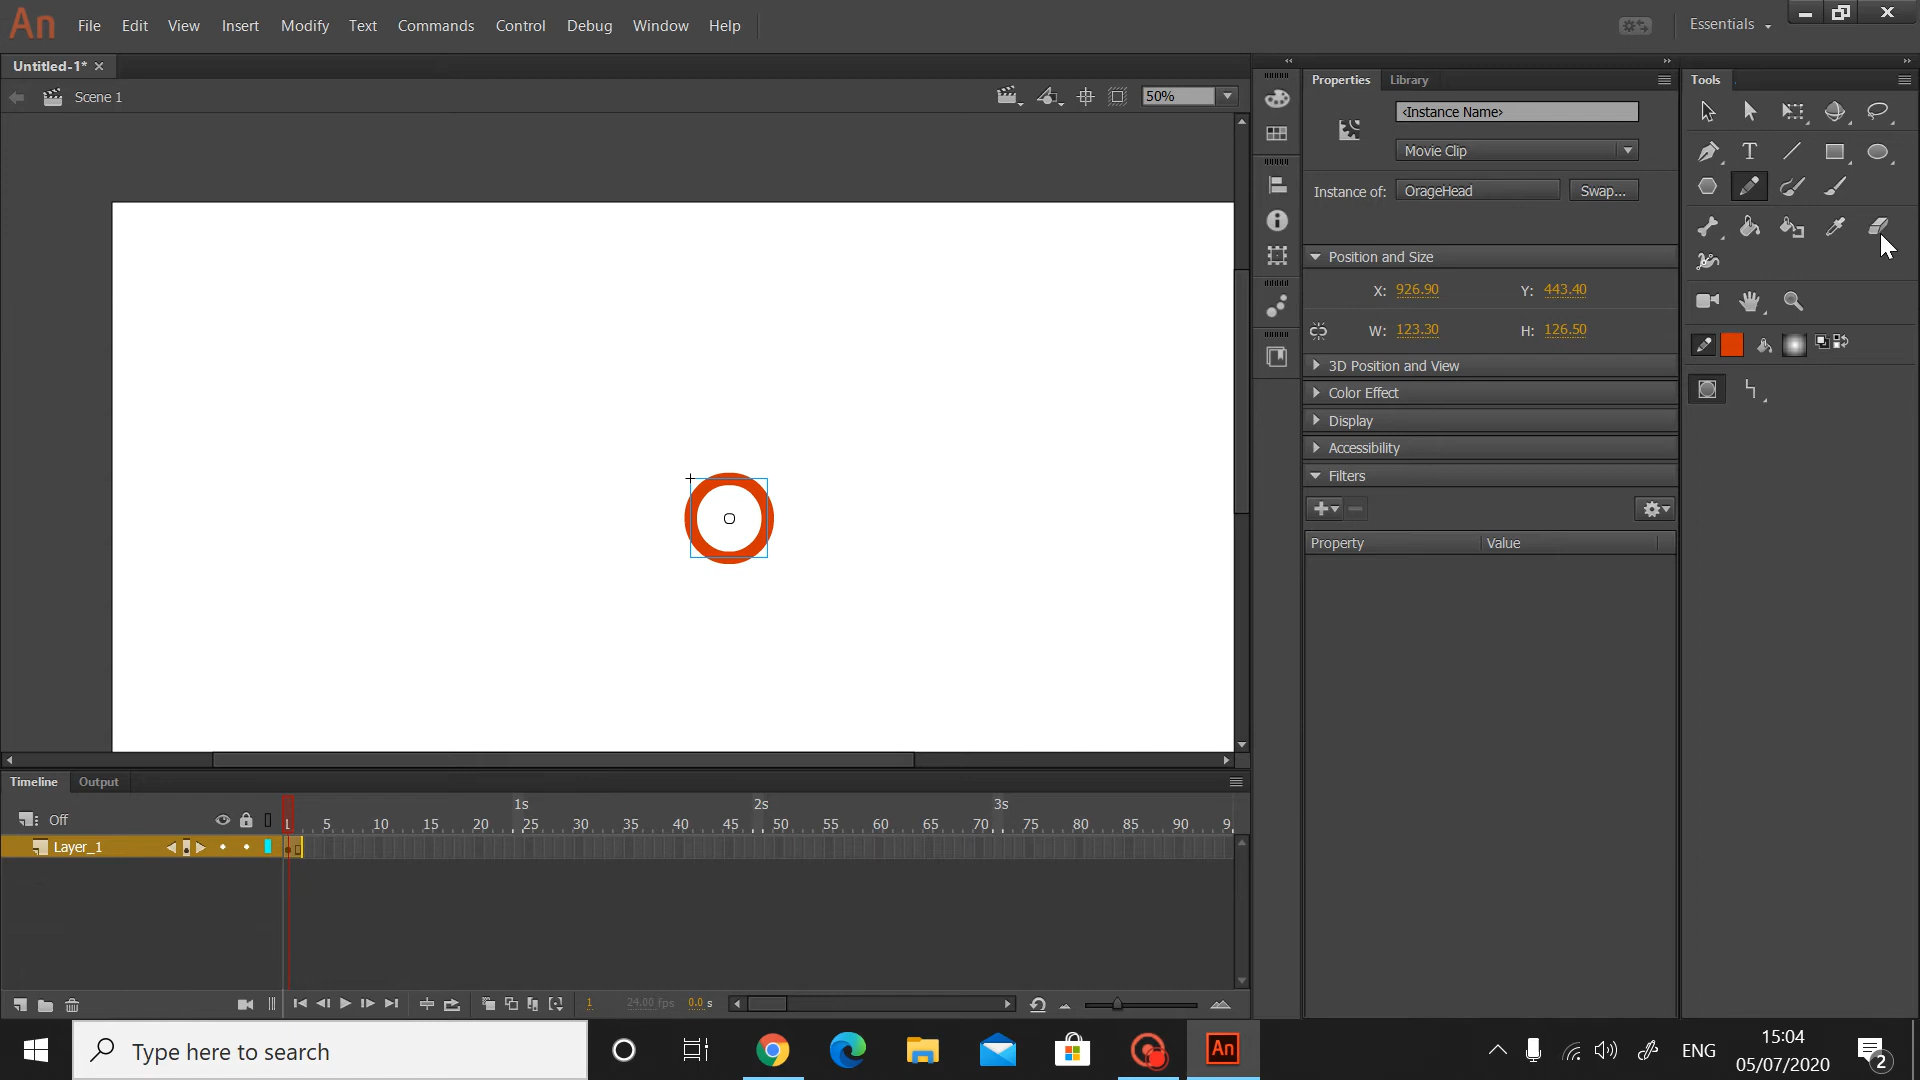 An File Edit View Insert Modify Text Commands Control Debug Window Help Essentials
Untitled-1* ×
Scene 1 50%
Properties Library
<Instance Name>
Movie Clip
Instance of: OrageHead Swap...
Position and Size
X: 926.90 Y: 443.40
W: 123.30 H: 126.50
3D Position and View
Color Effect
Display
Accessibility
Filters
Property Value
Tools
T
Timeline Output
Off 1s 2s 3s
1 5 10 15 20 25 30 35 40 45 50 55 60 65 70 75 80 85 90 9
Layer_1
1 24.00 fps 0.0 s
Type here to search
An
ENG
15:04
05/07/2020
2